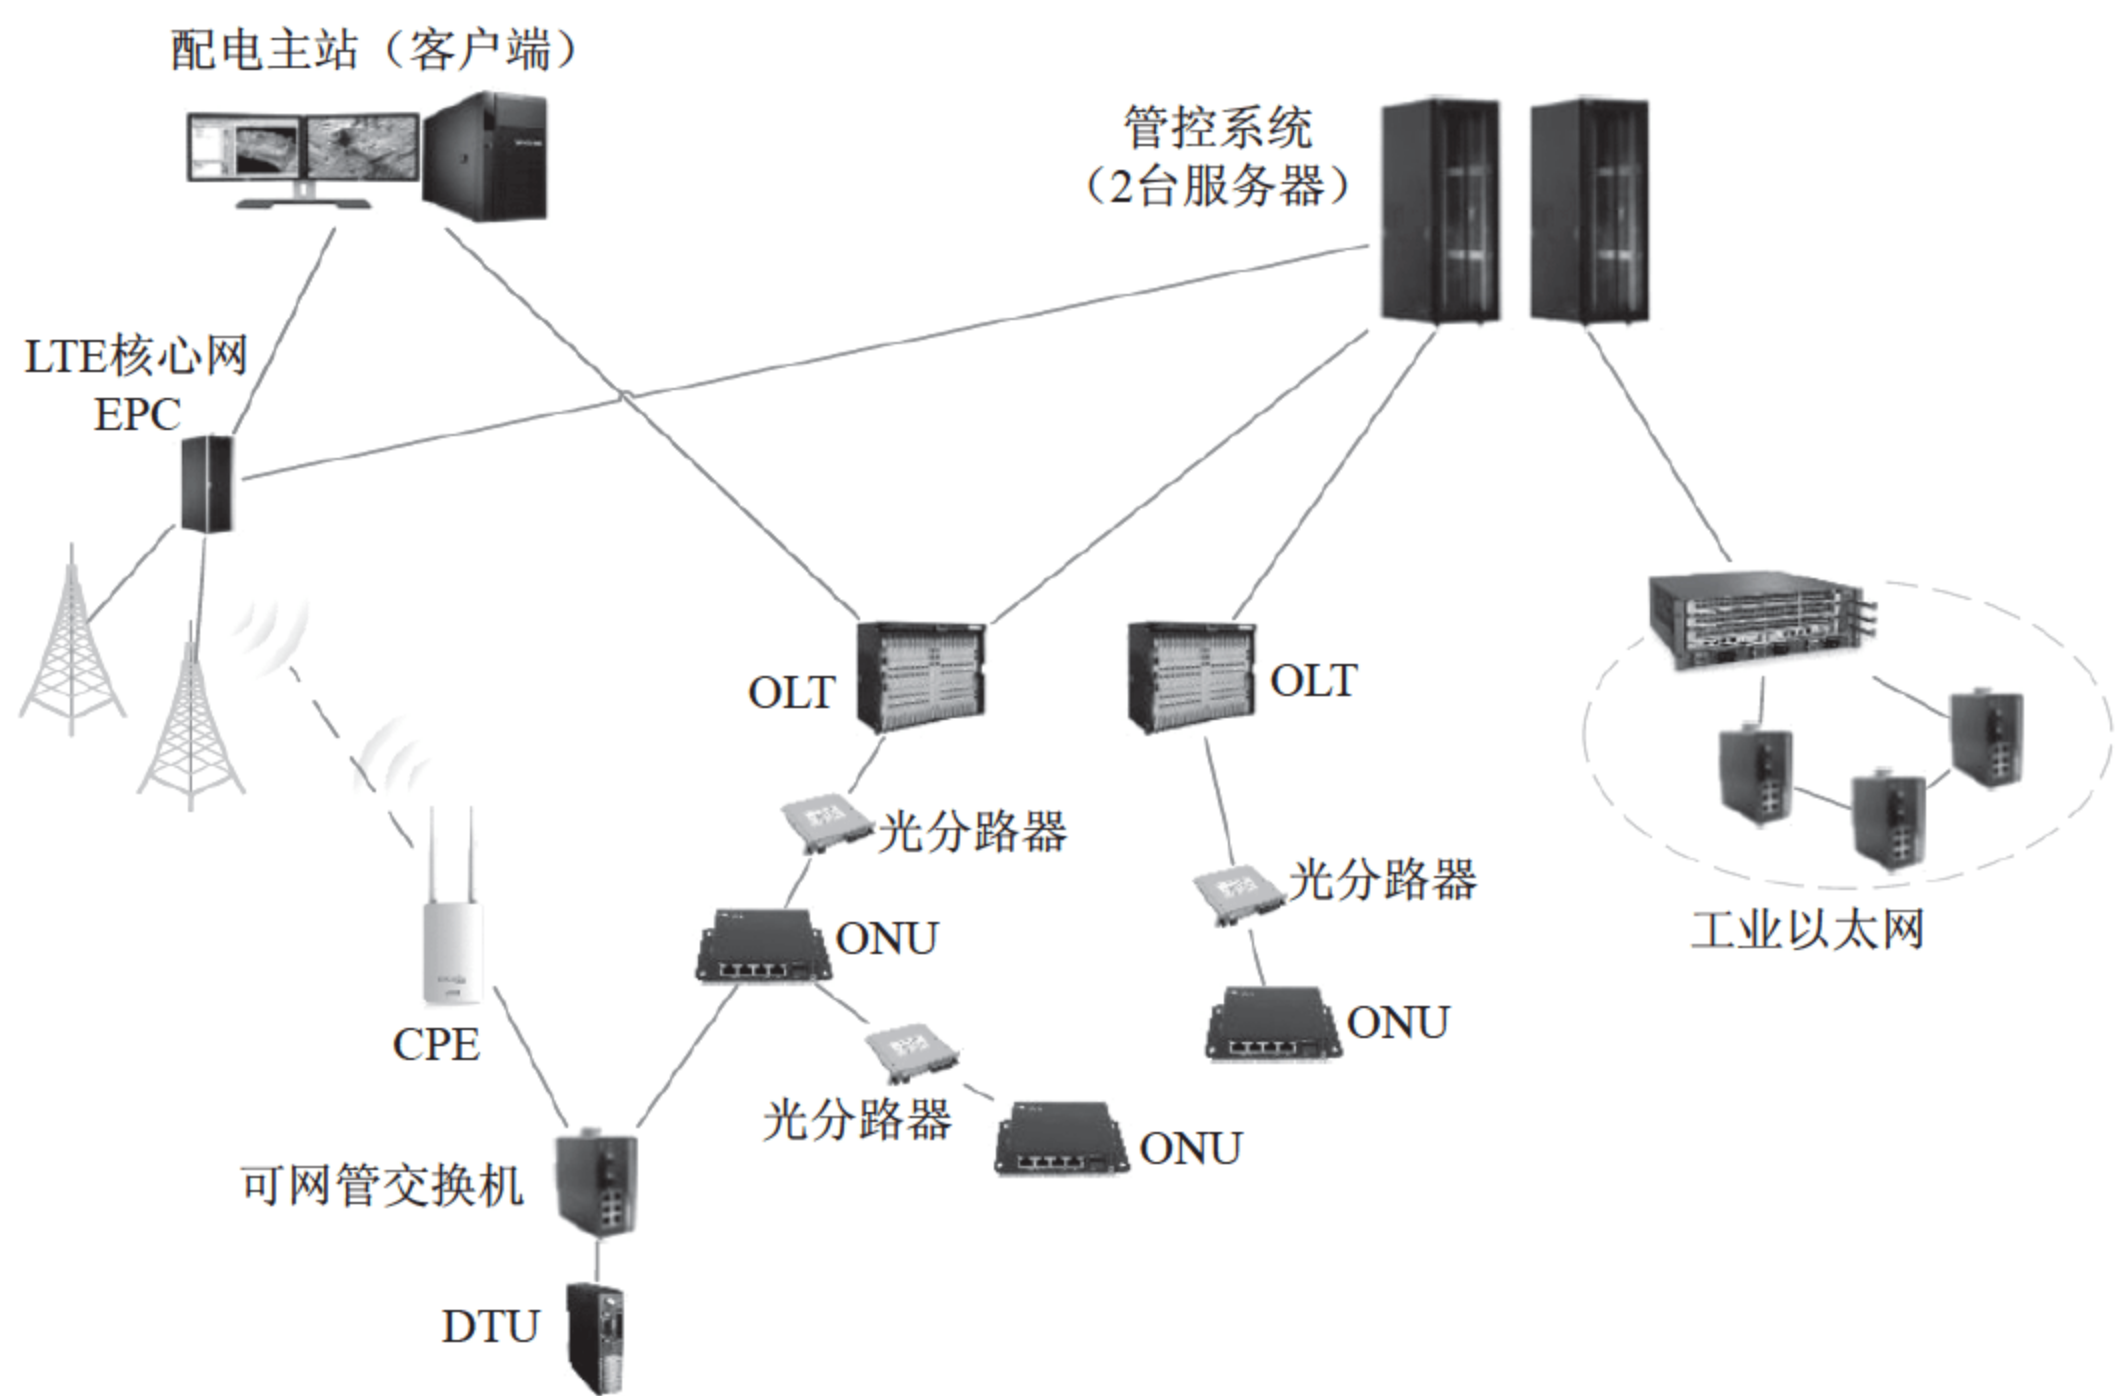 配电主站（客户端）
管控系统
（2台服务器）
LTE核心网
EPC
OLT
OLT
光分路器
光分路器
ONU
工业以太网
ONU
CPE
光分路器
ONU
可网管交换机
DTU